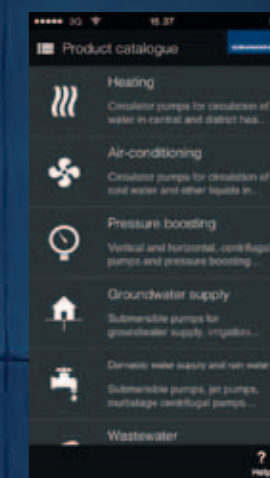 3G 15.37
Product catalogue
Heating
Circulator pumps for circulation of
water in central and district hea...
Air-conditioning
Circulator pumps for circulation of
cold water and other liquids in...
Pressure boosting
Vertical and horizontal, centrifugal
pumps and pressure boosting...
Groundwater supply
Submersible pumps for
groundwater supply, irrigation...
Domestic water supply and rain water
Submersible pumps, jet pumps,
multistage centrifugal pumps...
Wastewater
?
Help